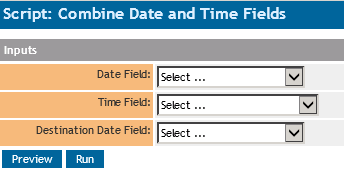 Script: Combine Date and Time Fields
Inputs
Date Field: Select ...
Time Field: Select ...
Destination Date Field: Select ...
Preview Run